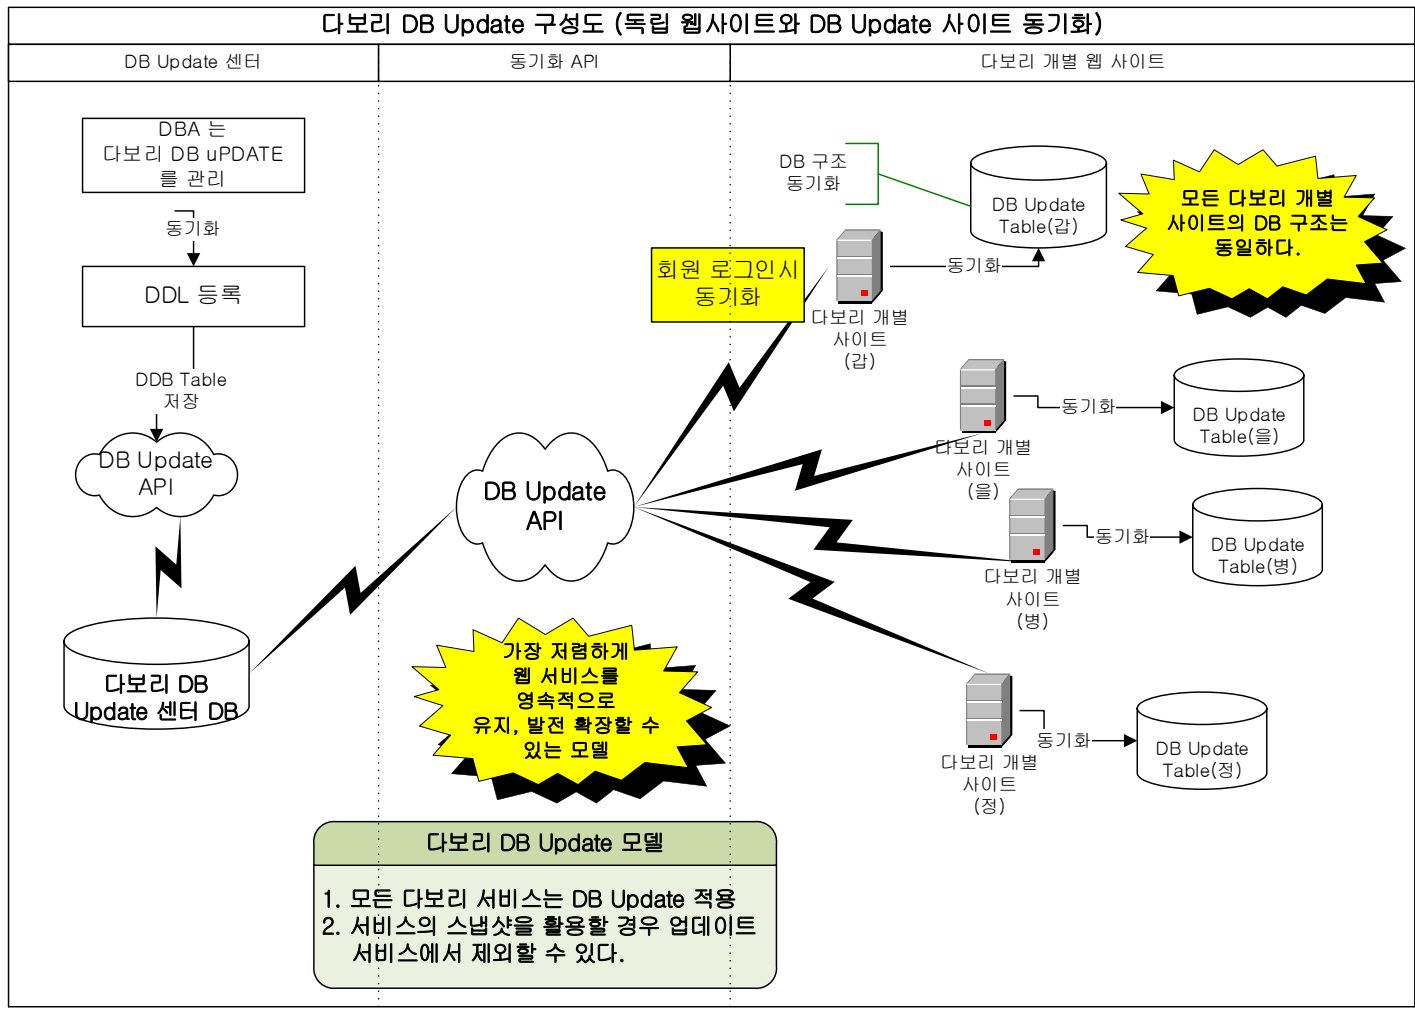 다보리 DB Update 구성도 (독립 웹사이트와 DB Update 사이트 동기화)
DB Update 센터
동기화 API
다보리 개별 웹 사이트
DBA 는
다보리 DB uPDATE
를 관리
동기화
DDL 등록
DDB Table
저장
DB Update
API
다보리 DB
Update 센터 DB
DB Update
API
가장 저렴하게
웹 서비스를
영속적으로
유지, 발전 확장할 수
있는 모델
회원 로그인시
동기화
DB 구조
동기화
다보리 개별
사이트
(갑)
동기화
DB Update
Table(갑)
모든 다보리 개별
사이트의 DB 구조는
동일하다.
다보리 개별
사이트
(을)
동기화
DB Update
Table(을)
다보리 개별
사이트
(병)
동기화
DB Update
Table(병)
다보리 개별
사이트
(정)
동기화
DB Update
Table(정)
다보리 DB Update 모델
1. 모든 다보리 서비스는 DB Update 적용
2. 서비스의 스냅샷을 활용할 경우 업데이트
서비스에서 제외할 수 있다.